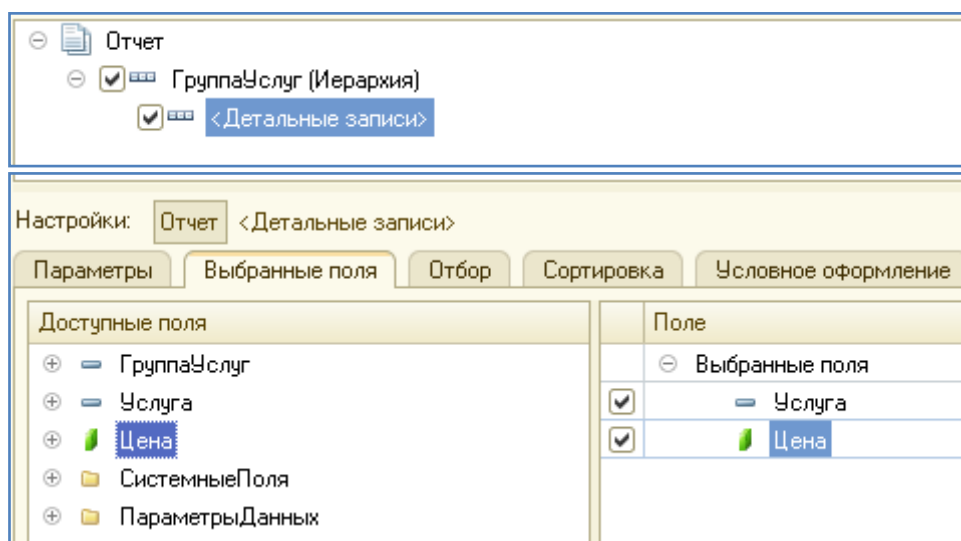 Отчет
ГруппаУслуг (Иерархия)
<Детальные записи>
Настройки: Отчет <Детальные записи>
Параметры Выбранные поля Отбор Сортировка Условное оформление
Доступные поля Поле
ГруппаУслуг Выбранные поля
Услуга Услуга
Цена Цена
СистемныеПоля
ПараметрыДанных